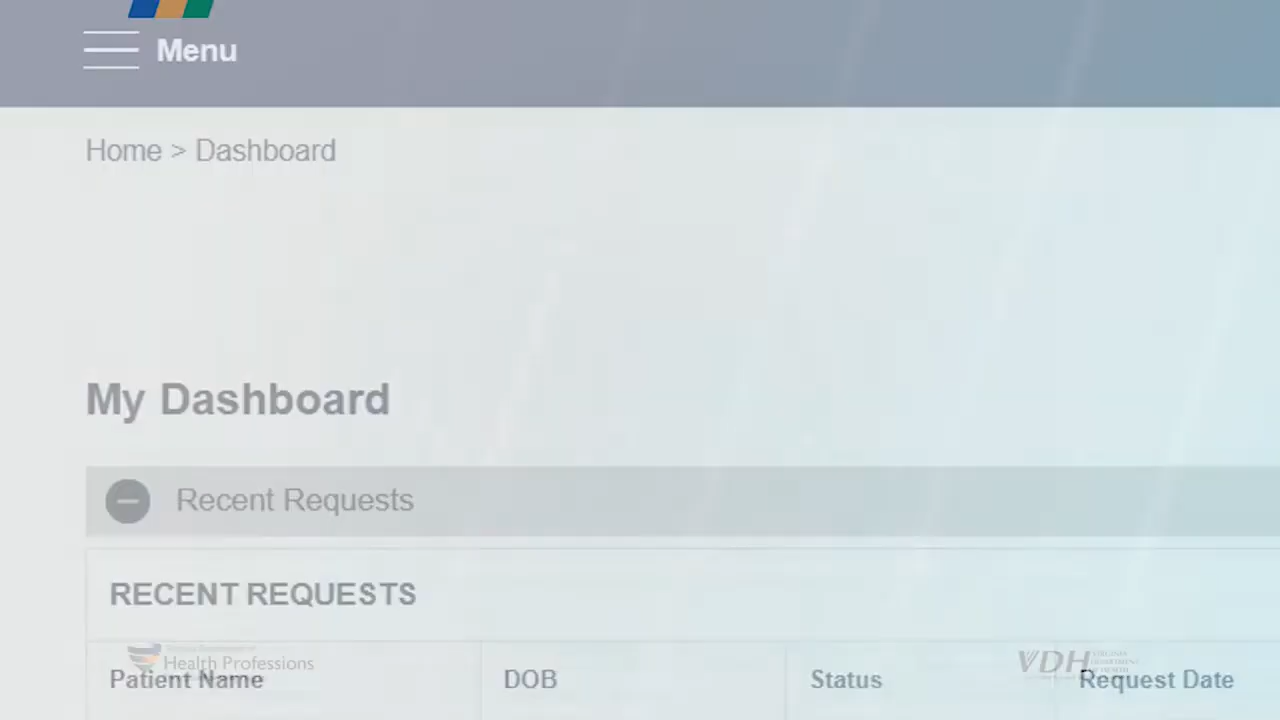 Menu
Home > Dashboard
My Dashboard
Recent Requests
RECENT REQUESTS
Health Professions
VDH
Patient Name DOB Status Request Date